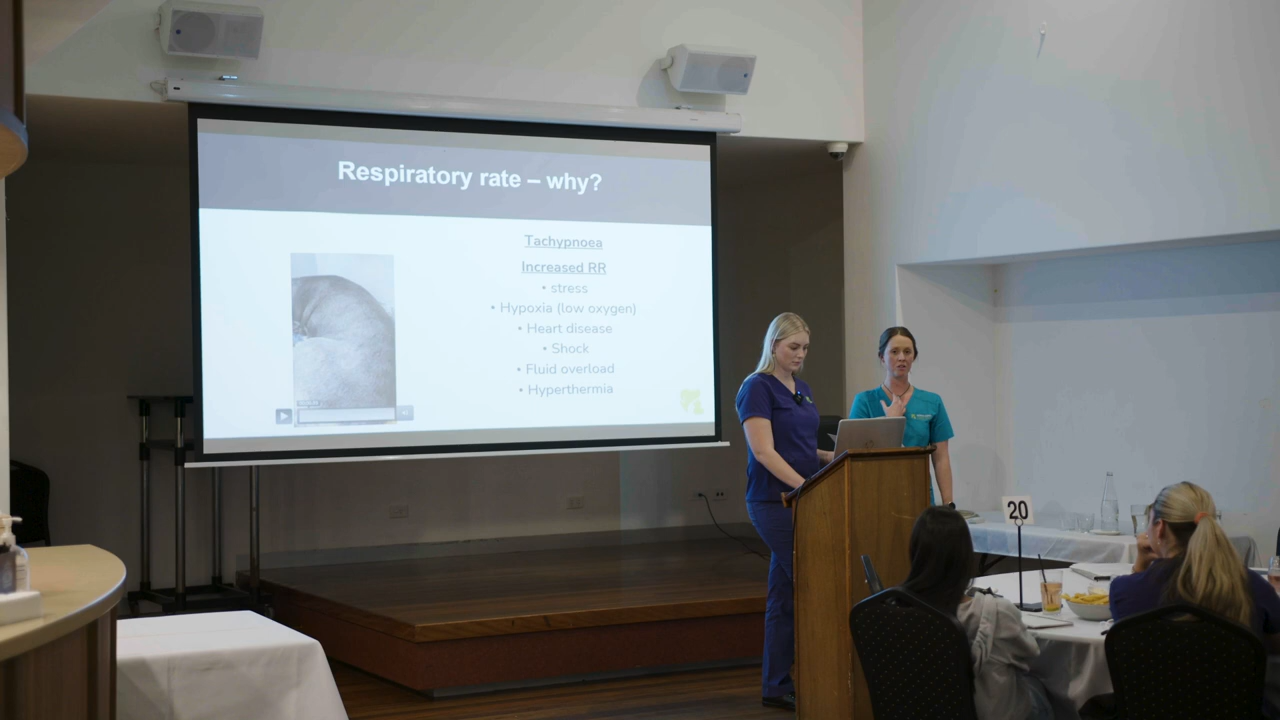 Respiratory rate – why?
Tachypnoea
Increased RR
• stress
• Hypoxia (low oxygen)
• Heart disease
• Shock
• Fluid overload
• Hyperthermia
20